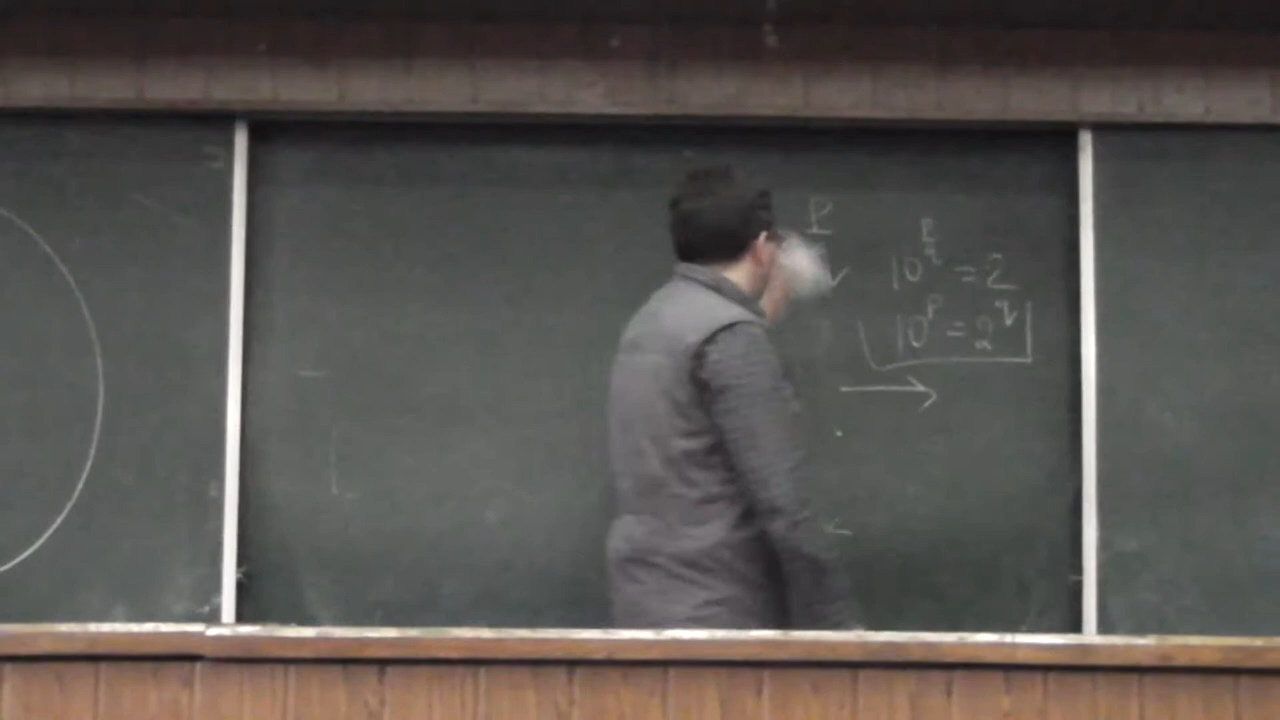 P
10^{p/q} = 2
10^p = 2^q